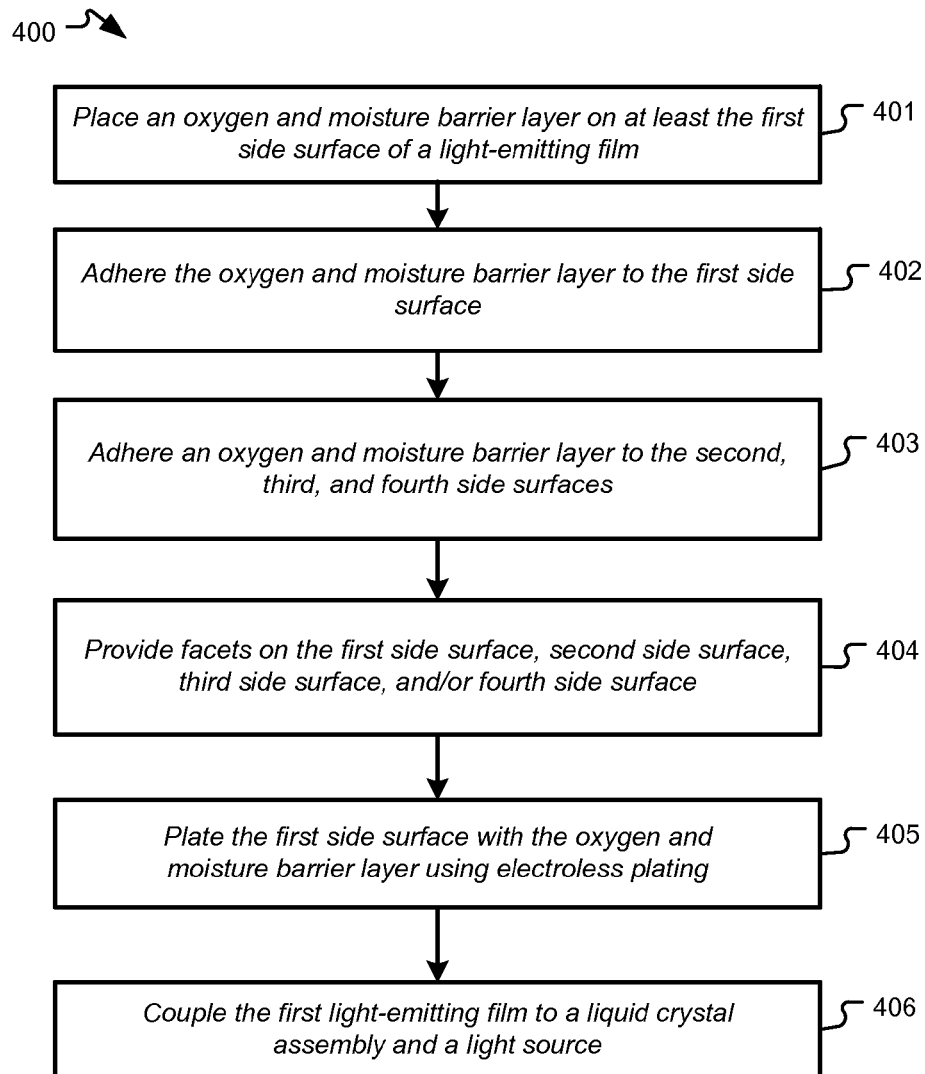 400
Place an oxygen and moisture barrier layer on at least the first
side surface of a light-emitting film
401
Adhere the oxygen and moisture barrier layer to the first side
surface
402
Adhere an oxygen and moisture barrier layer to the second,
third, and fourth side surfaces
403
Provide facets on the first side surface, second side surface,
third side surface, and/or fourth side surface
404
Plate the first side surface with the oxygen and
moisture barrier layer using electroless plating
405
Couple the first light-emitting film to a liquid crystal
assembly and a light source
406